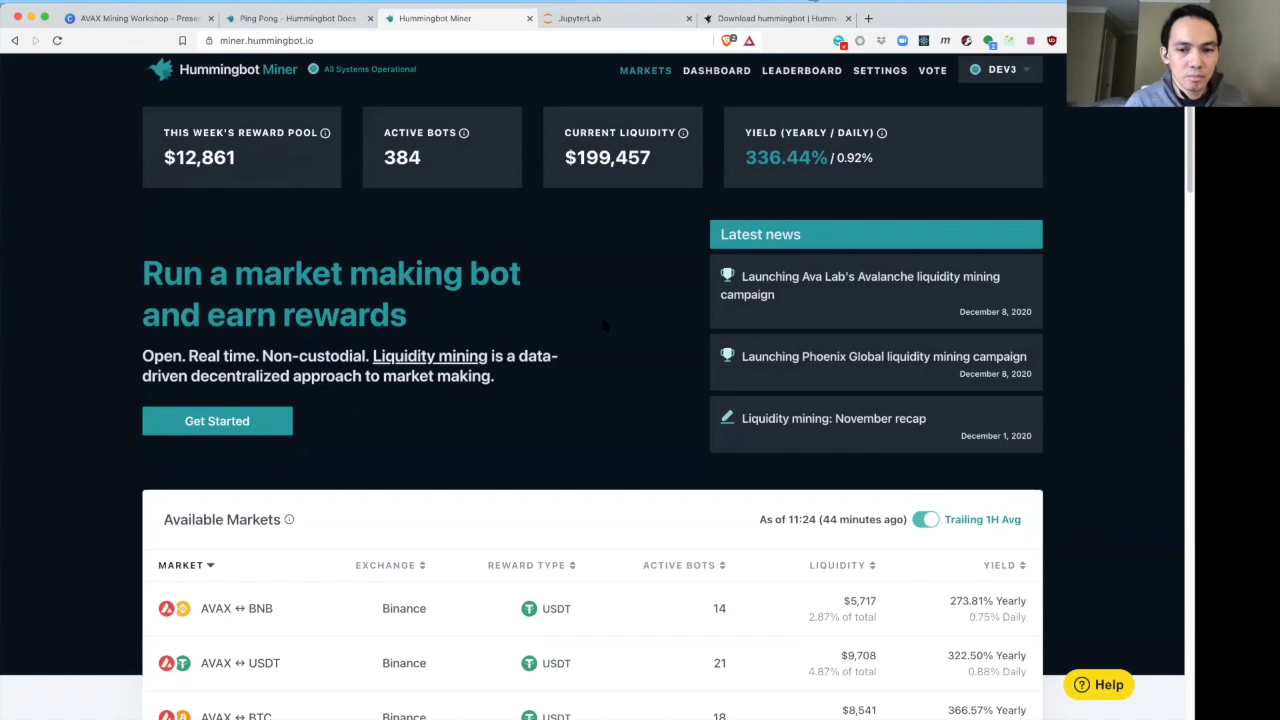 AVAX Mining Workshop - Presen
Ping Pong - Hummingbot Docs -
Hummingbot Miner
JupyterLab
Download hummingbot | Humm
miner.hummingbot.io
Hummingbot Miner
All Systems Operational
MARKETS DASHBOARD LEADERBOARD SETTINGS VOTE DEV3
THIS WEEK'S REWARD POOL
$12,861
ACTIVE BOTS
384
CURRENT LIQUIDITY
$199,457
YIELD (YEARLY / DAILY)
336.44% / 0.92%
Run a market making bot
and earn rewards
Open. Real time. Non-custodial. Liquidity mining is a data-
driven decentralized approach to market making.
Get Started
Latest news
Launching Ava Lab's Avalanche liquidity mining
campaign
December 8, 2020
Launching Phoenix Global liquidity mining campaign
December 8, 2020
Liquidity mining: November recap
December 1, 2020
Available Markets
As of 11:24 (44 minutes ago) Trailing 1H Avg
MARKET EXCHANGE REWARD TYPE ACTIVE BOTS LIQUIDITY YIELD
AVAX ↔ BNB Binance USDT 14 $5,717 273.81% Yearly
2.87% of total 0.75% Daily
AVAX ↔ USDT Binance USDT 21 $9,708 322.50% Yearly
4.87% of total 0.88% Daily
AVAX ↔ BTC Binance USDT 18 $8,541 366.57% Yearly
Help